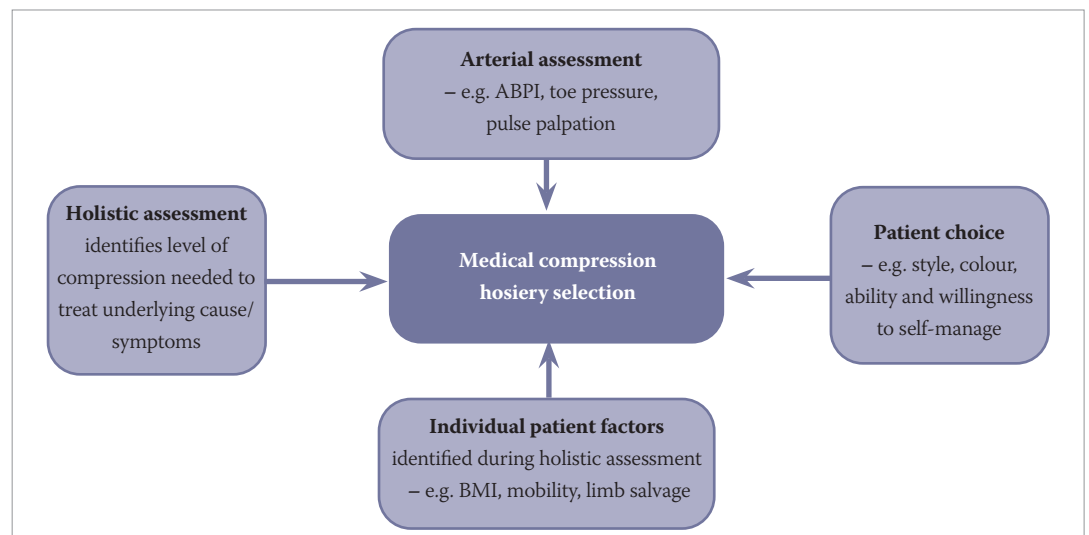 Arterial assessment
– e.g. ABPI, toe pressure,
pulse palpation
Holistic assessment
identifies level of
compression needed to
treat underlying cause/
symptoms
Medical compression
hosiery selection
Patient choice
– e.g. style, colour,
ability and willingness
to self-manage
Individual patient factors
identified during holistic assessment
– e.g. BMI, mobility, limb salvage